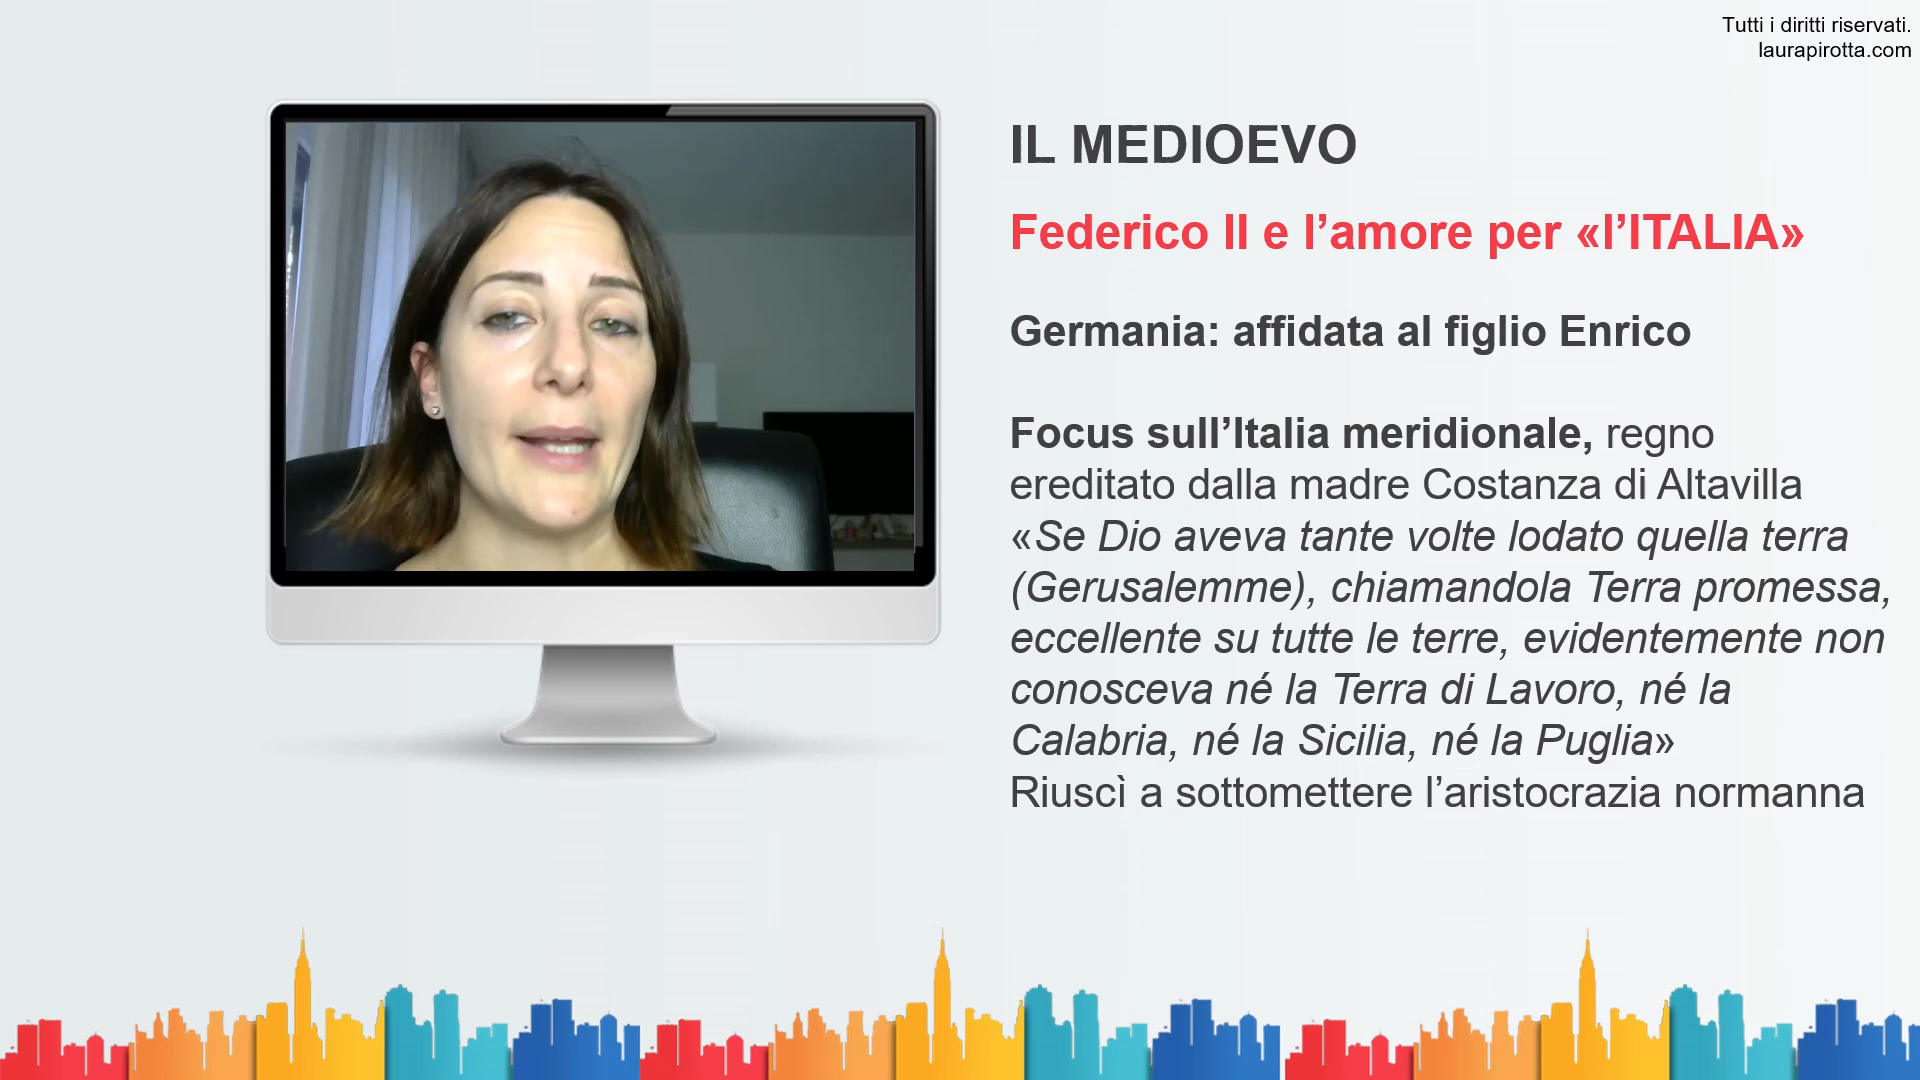 Tutti i diritti riservati.
laurapirotta.com
IL MEDIOEVO
Federico II e l’amore per «l’ITALIA»
Germania: affidata al figlio Enrico
Focus sull’Italia meridionale, regno
ereditato dalla madre Costanza di Altavilla
«Se Dio aveva tante volte lodato quella terra
(Gerusalemme), chiamandola Terra promessa,
eccellente su tutte le terre, evidentemente non
conosceva né la Terra di Lavoro, né la
Calabria, né la Sicilia, né la Puglia»
Riuscì a sottomettere l’aristocrazia normanna